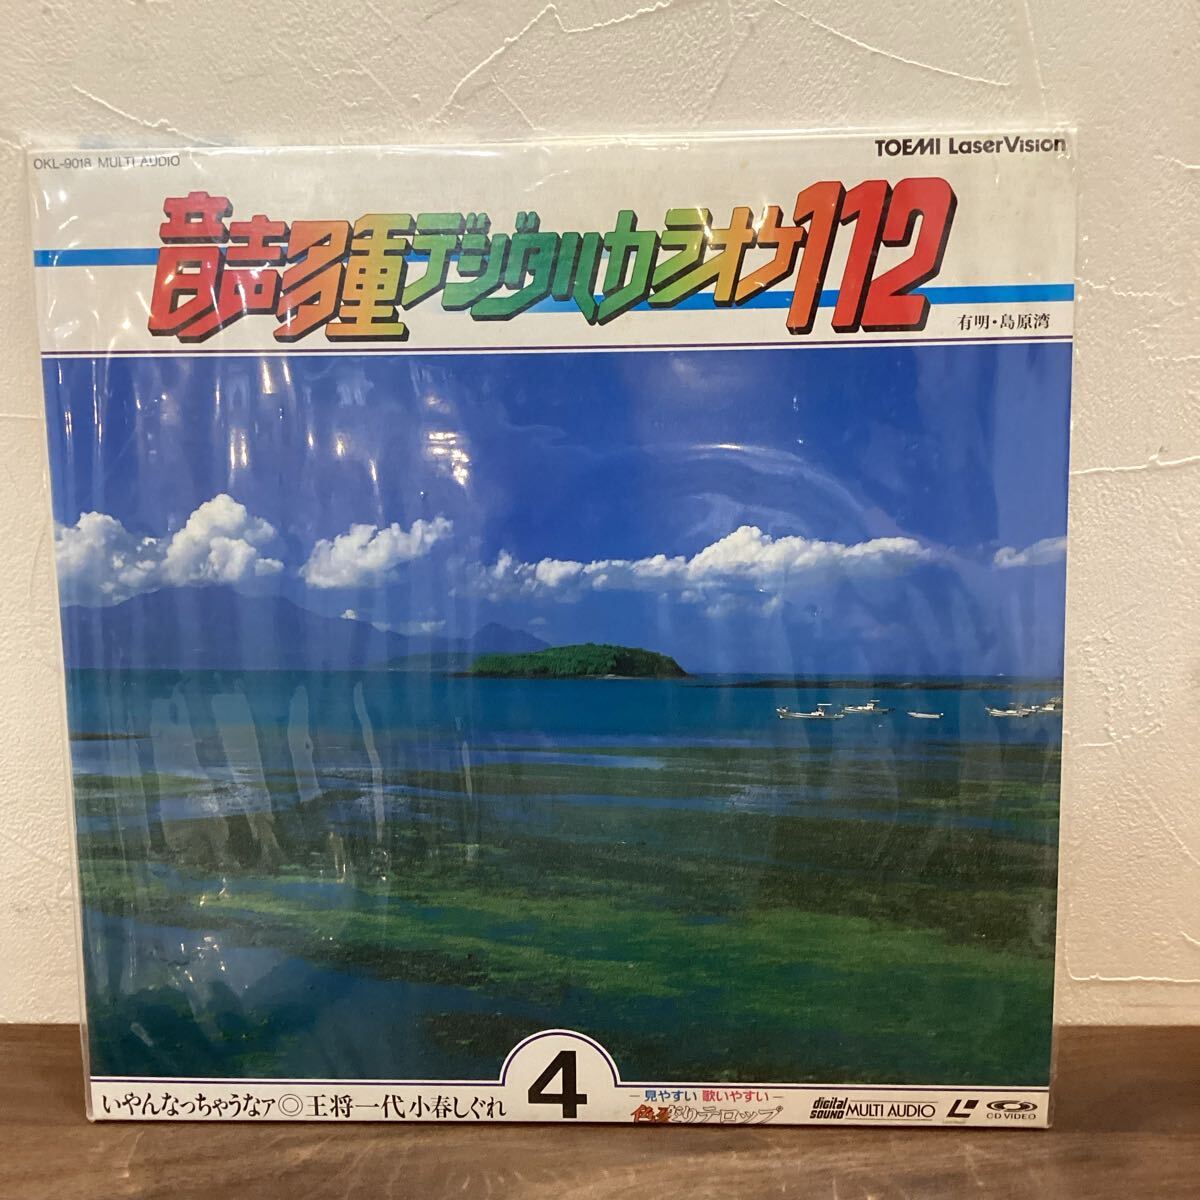 OKL-9018 MULTI AUDIO
TOEMI LaserVision
音声多重デジタルカラオケ112
有明・島原湾
いやんなっちゃうなァ◎王将一代 小春しぐれ
4
－見やすい 歌いやすい－
色変りテロップ
digital SOUND MULTI AUDIO
CD VIDEO